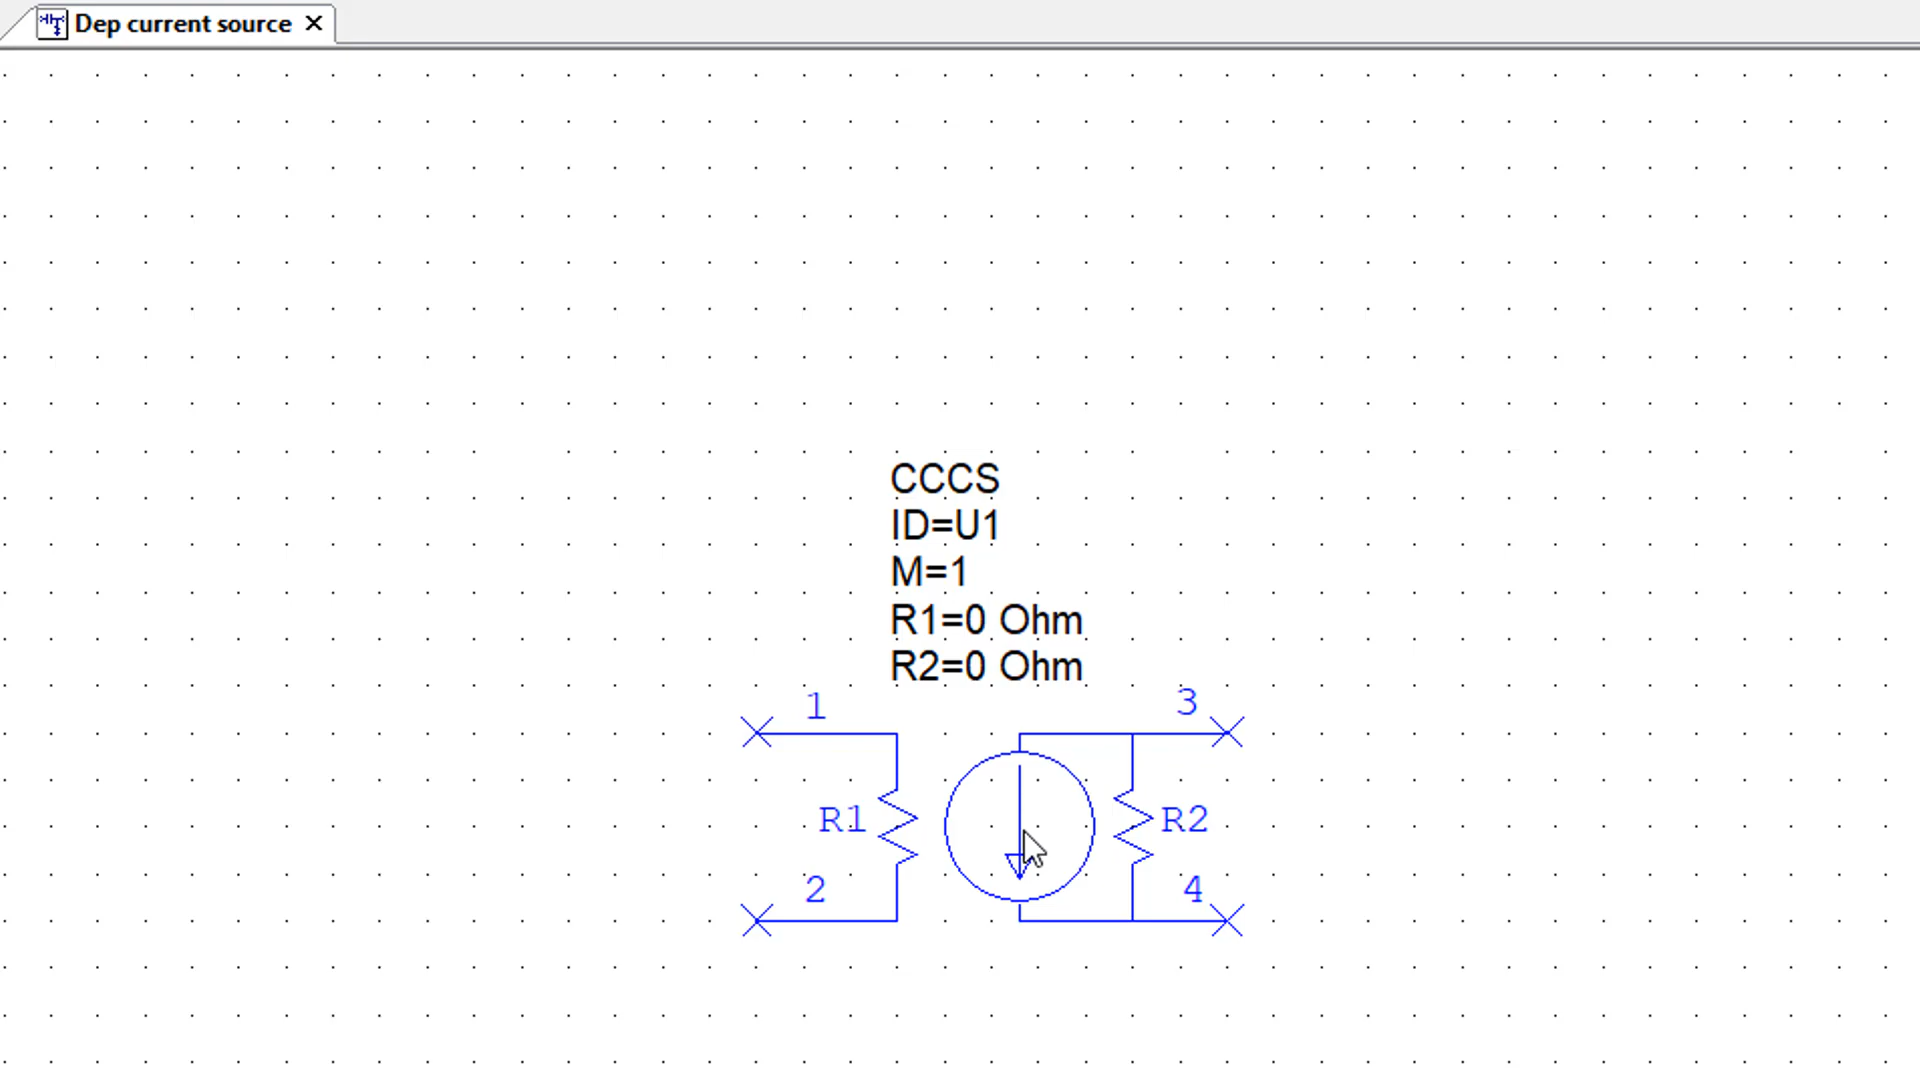 Dep current source
CCCS
ID=U1
M=1
R1=0 Ohm
R2=0 Ohm
1
3
R1
R2
2
4